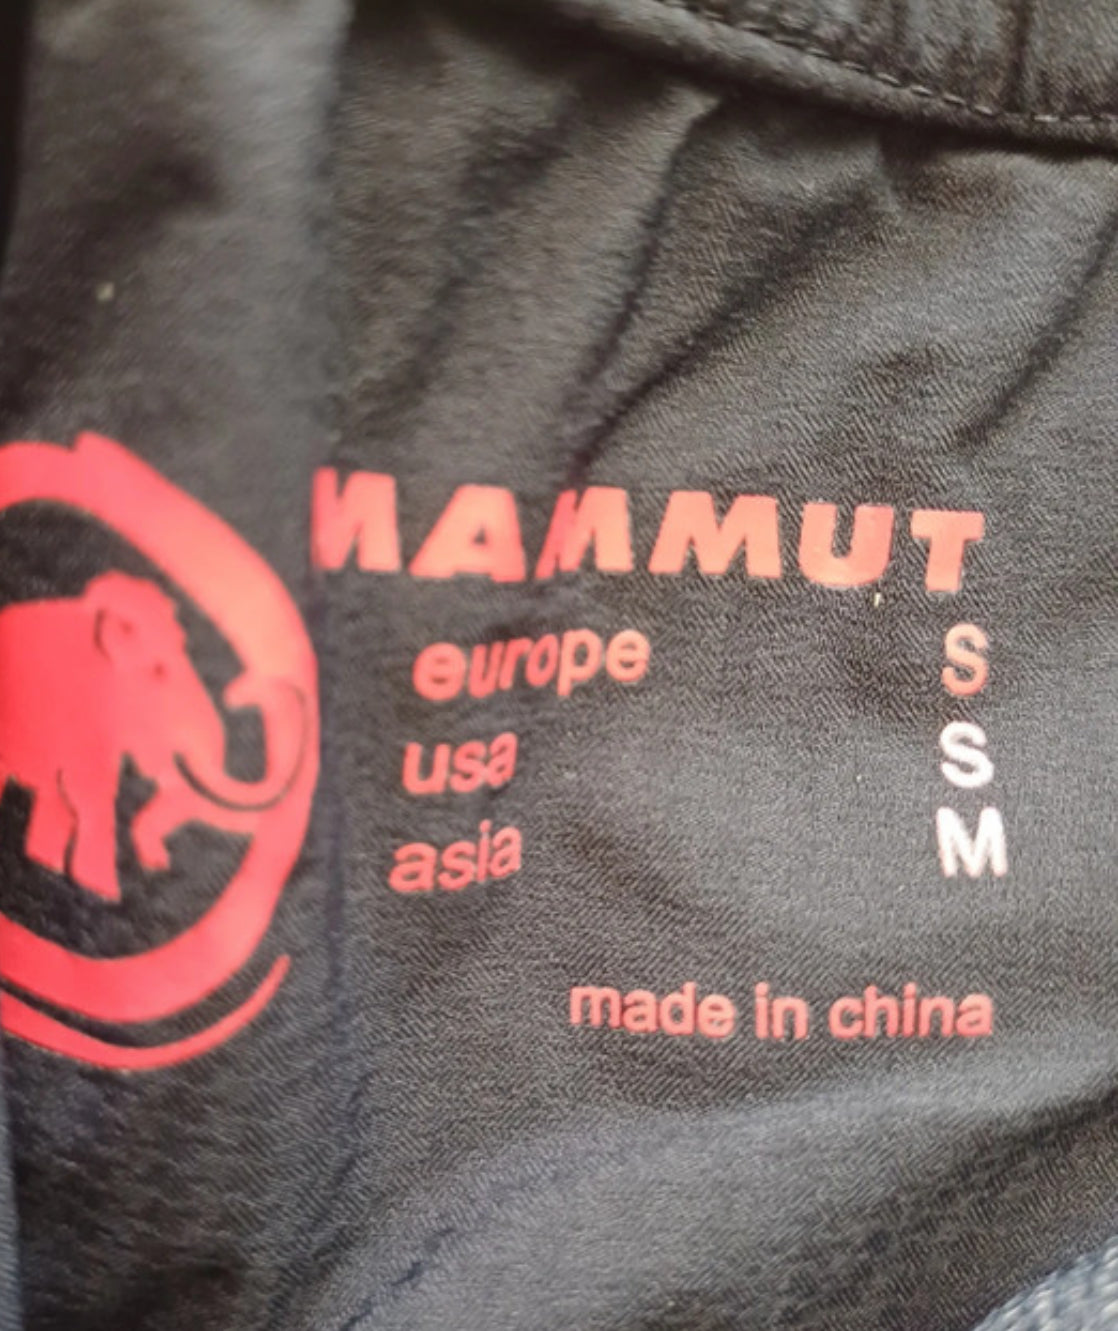 MAMMUT
europe S
usa S
asia M
made in china